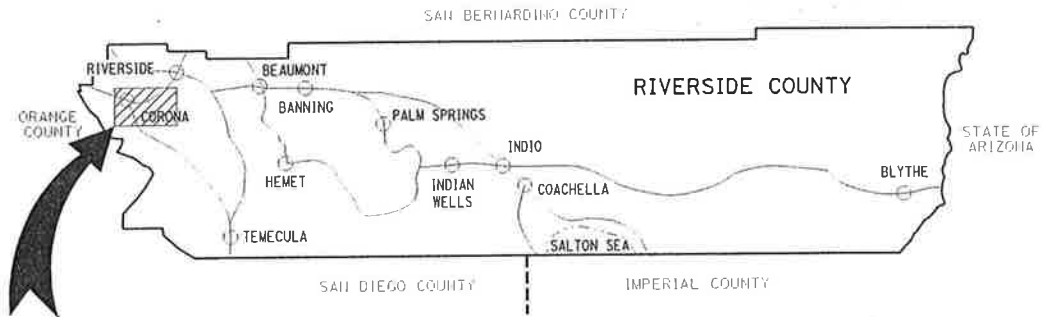 SAN BERNARDINO COUNTY
RIVERSIDE
BEAUMONT
RIVERSIDE COUNTY
BANNING
ORANGE
COUNTY
CORONA
PALM SPRINGS
STATE OF
ARIZONA
INDIO
HEMET
INDIAN
WELLS
COACHELLA
BLYTHE
TEMECULA
SALTON SEA
SAN DIEGO COUNTY
IMPERIAL COUNTY